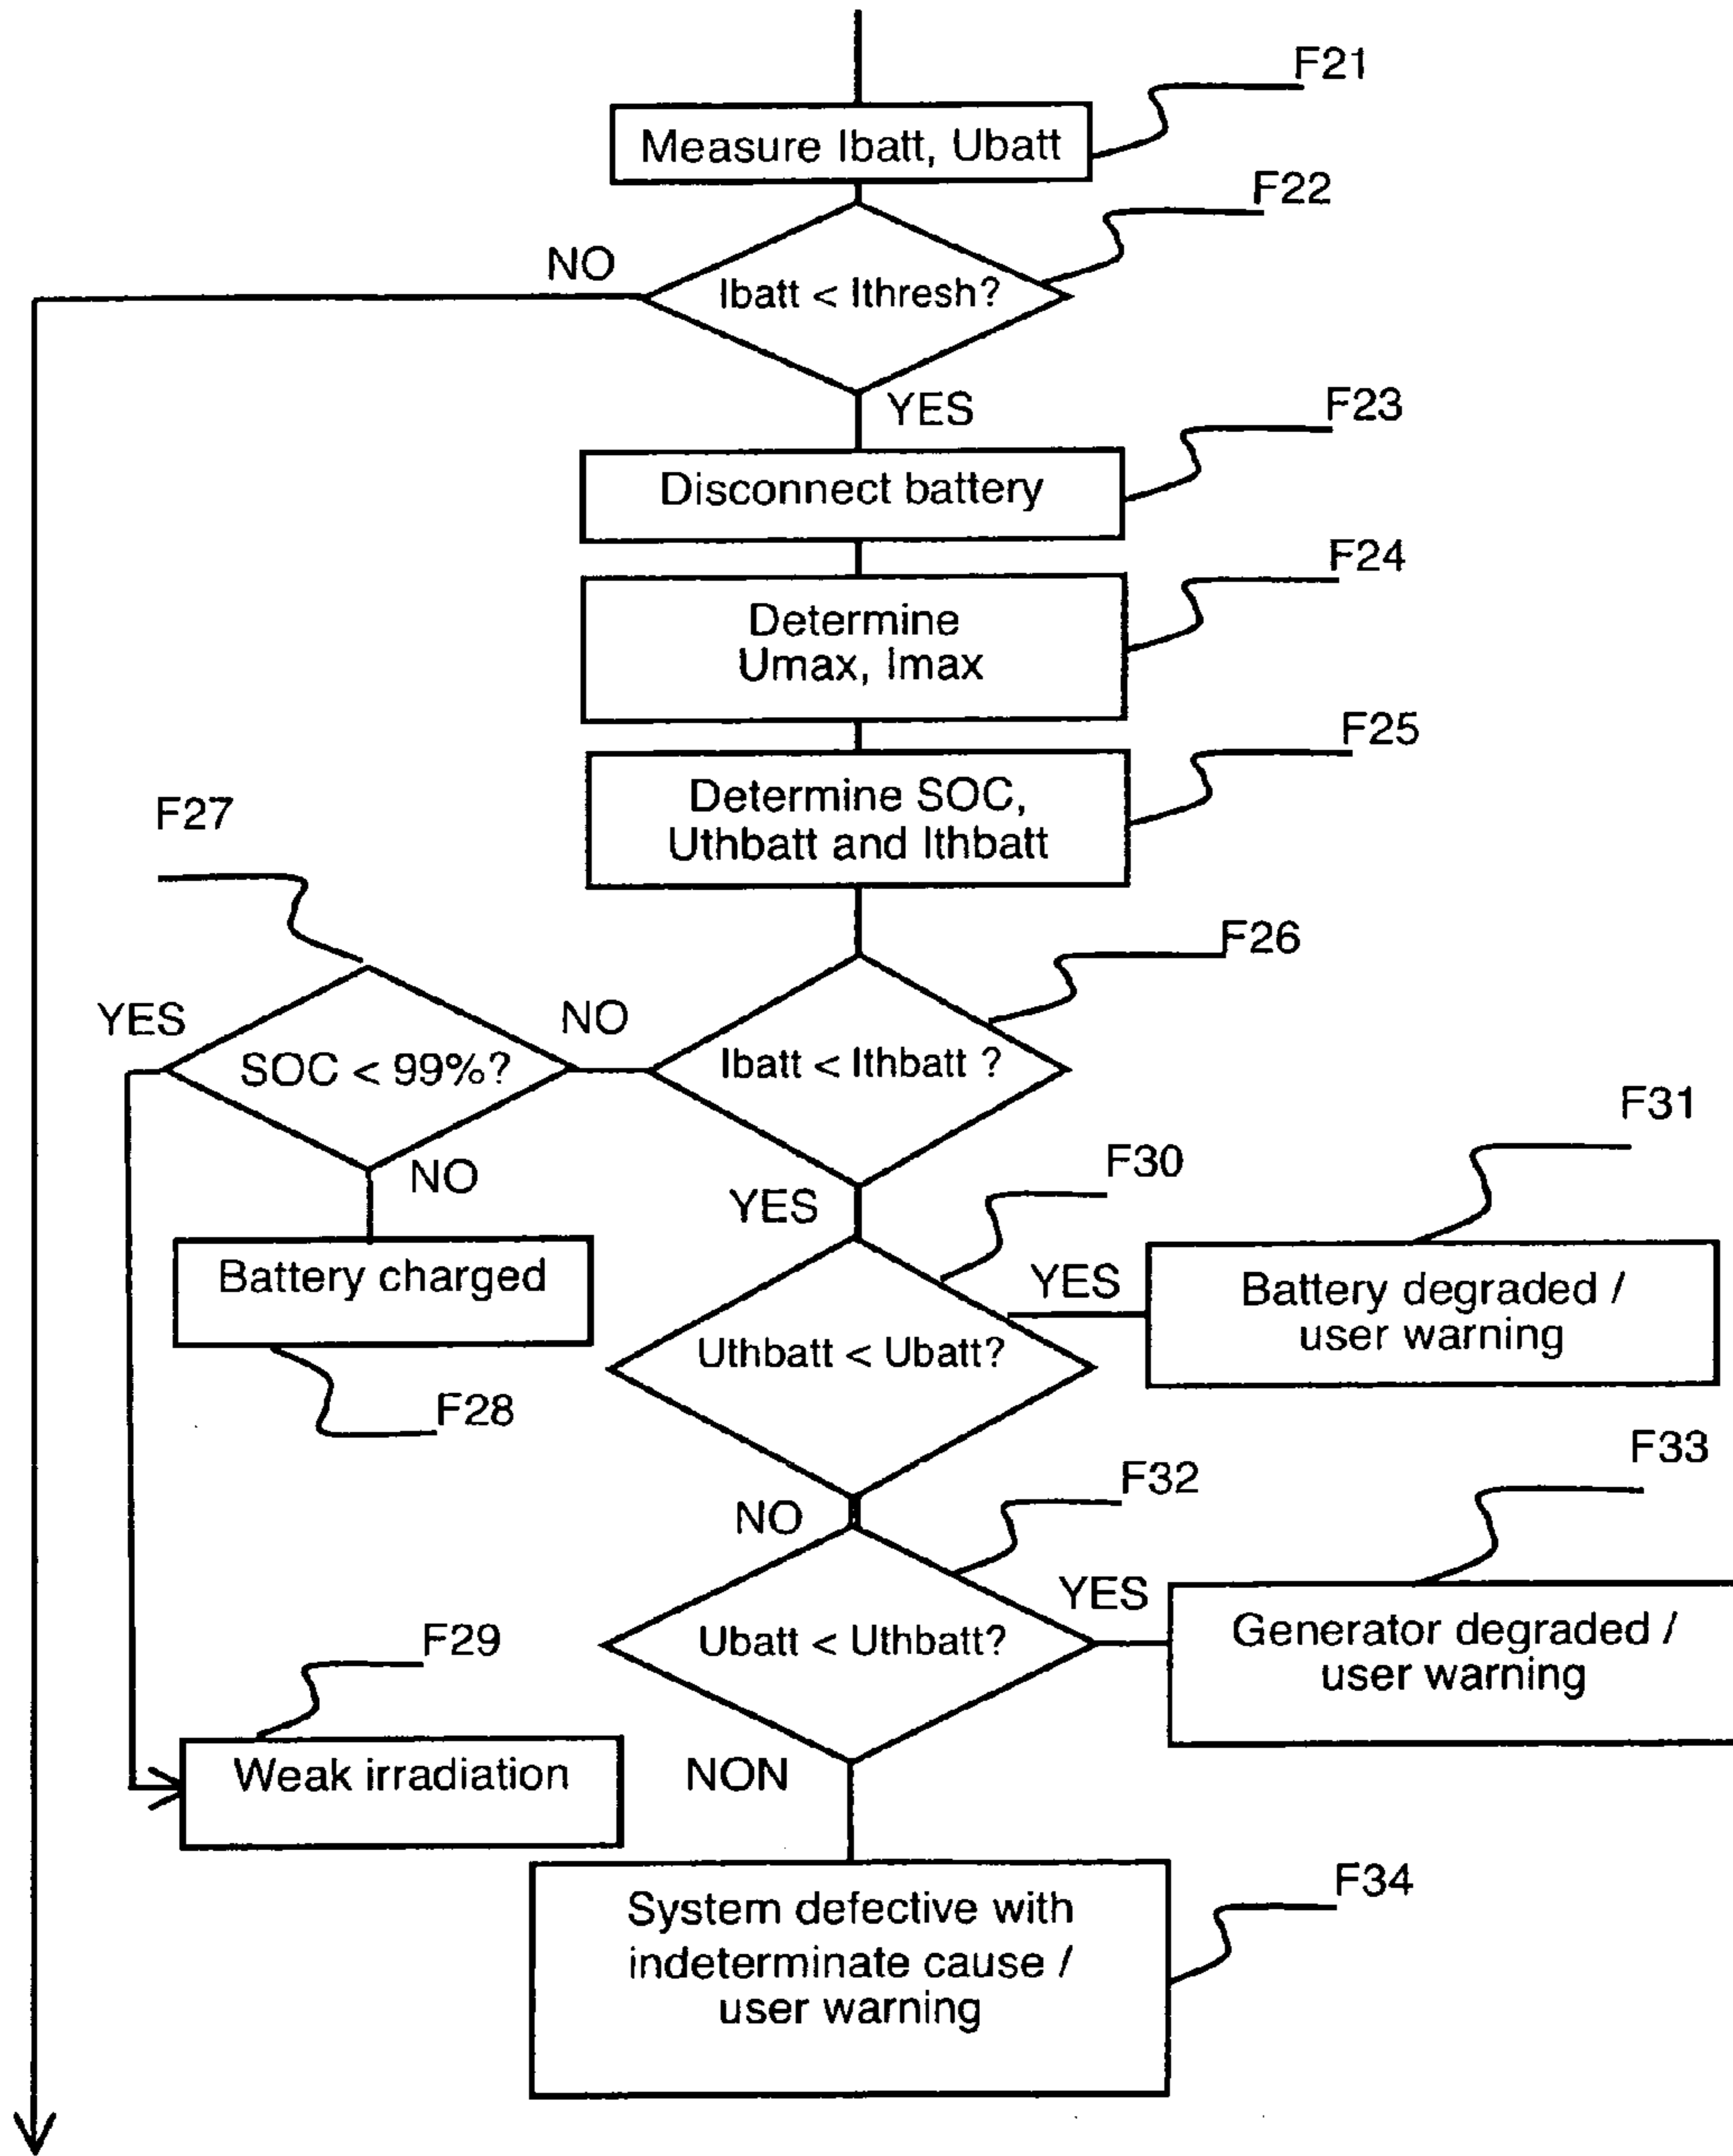 F21
Measure Ibatt, Ubatt
F22
NO
Ibatt < Ithresh?
YES
F23
Disconnect battery
F24
Determine
Umax, Imax
F25
Determine SOC,
Uthbatt and Ithbatt
F27
F26
YES
NO
SOC < 99%?
Ibatt < Ithbatt ?
F31
NO
F30
YES
Battery charged
YES
Battery degraded /
user warning
Uthbatt < Ubatt?
F28
F33
F32
NO
YES
Ubatt < Uthbatt?
Generator degraded /
user warning
F29
Weak irradiation
NON
F34
System defective with
indeterminate cause /
user warning